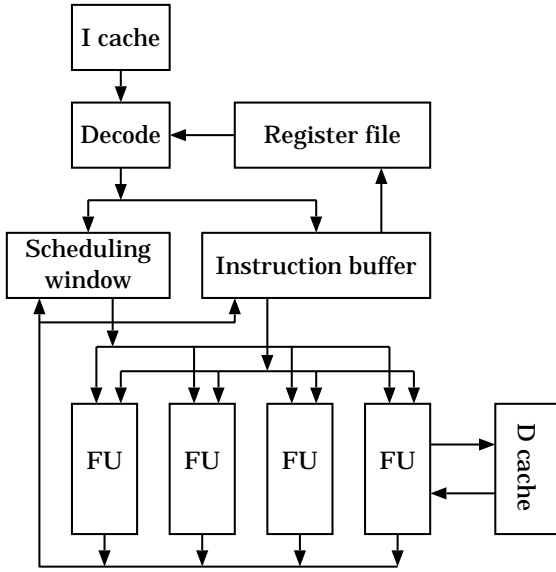 I cache
Decode
Register file
Scheduling
window
Instruction buffer
FU
FU
FU
FU
D cache